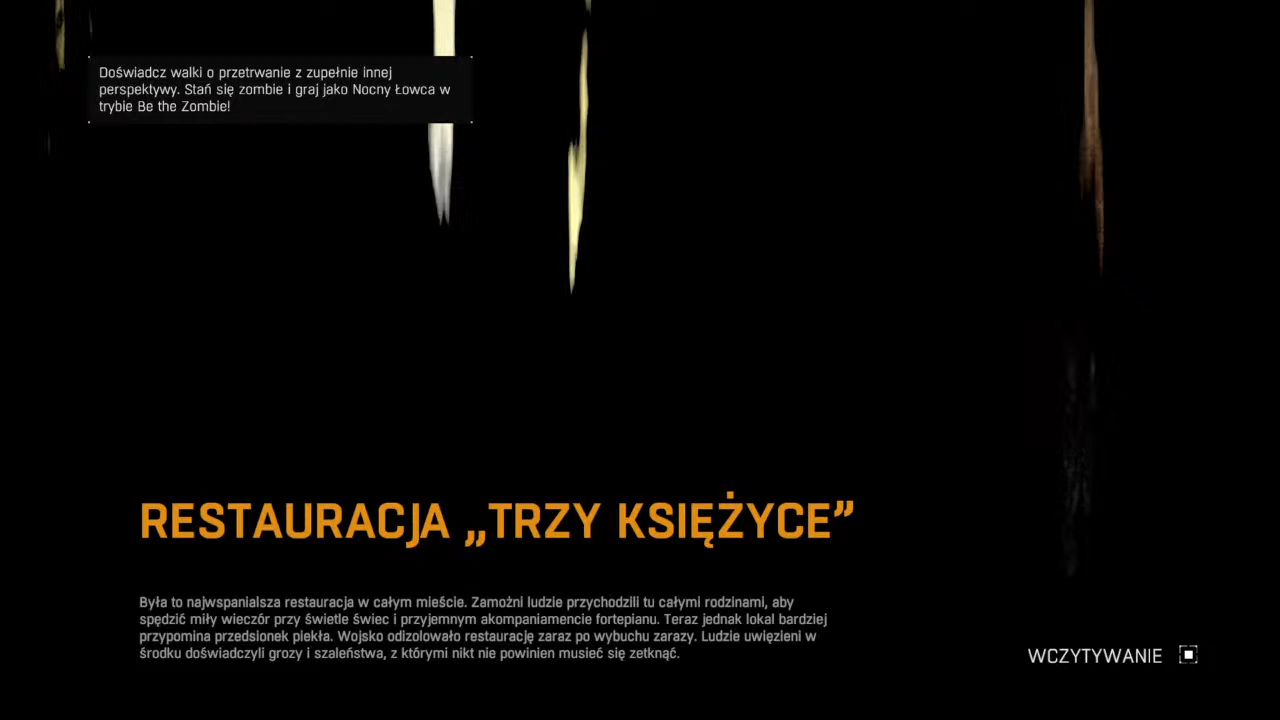 Doświadcz walki o przetrwanie z zupełnie innej
perspektywy. Stań się zombie i graj jako Nocny Łowca w
trybie Be the Zombie!
RESTAURACJA „TRZY KSIĘŻYCE”
Była to najwspanialsza restauracja w całym mieście. Zamożni ludzie przychodzili tu całymi rodzinami, aby
spędzić miły wieczór przy świetle świec i przyjemnym akompaniamencie fortepianu. Teraz jednak lokal bardziej
przypomina przedsionek piekła. Wojsko odizolowało restaurację zaraz po wybuchu zarazy. Ludzie uwięzieni w
środku doświadczyli grozy i szaleństwa, z którymi nikt nie powinien musieć się zetknąć.
WCZYTYWANIE